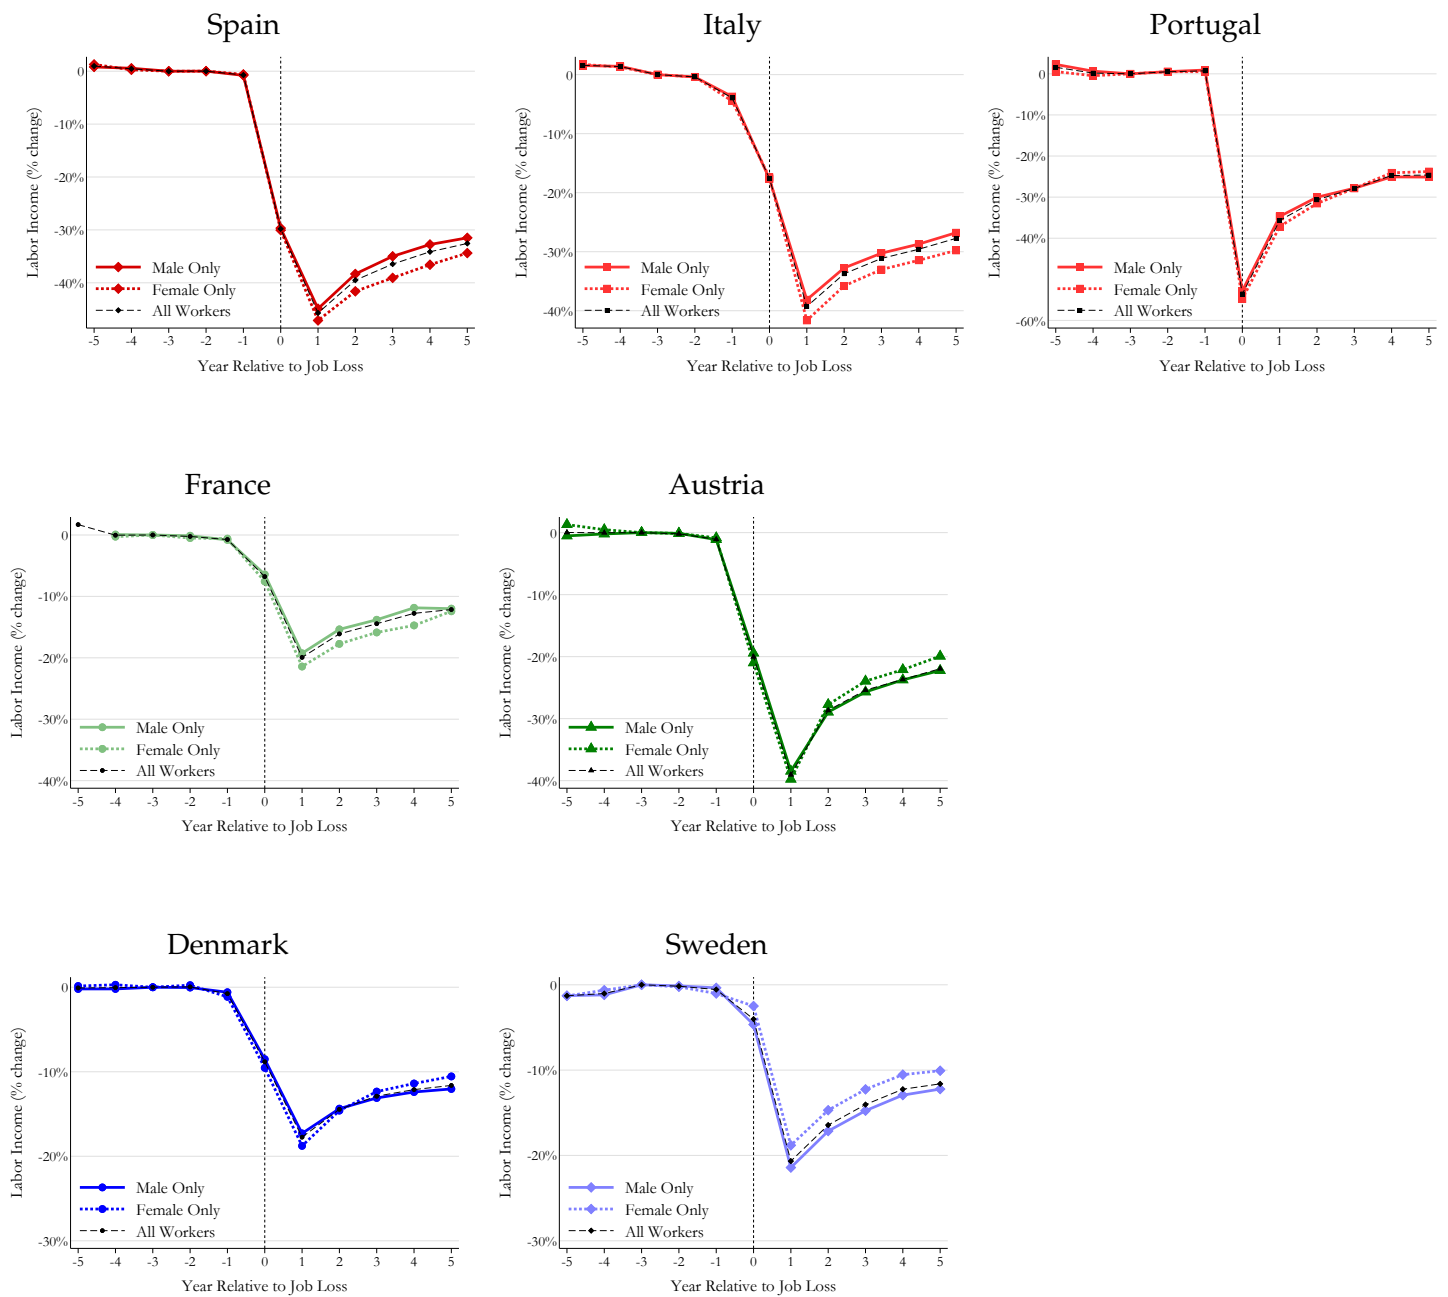 Spain
Labor Income (% change)
0
-10%
-20%
-30%
-40%
Male Only
Female Only
All Workers
-5 -4 -3 -2 -1 0 1 2 3 4 5
Year Relative to Job Loss
Italy
Labor Income (% change)
0
-10%
-20%
-30%
-40%
Male Only
Female Only
All Workers
-5 -4 -3 -2 -1 0 1 2 3 4 5
Year Relative to Job Loss
Portugal
Labor Income (% change)
0
-10%
-20%
-30%
-40%
-60%
Male Only
Female Only
All Workers
-5 -4 -3 -2 -1 0 1 2 3 4 5
Year Relative to Job Loss
France
Labor Income (% change)
0
-10%
-20%
-30%
-40%
Male Only
Female Only
All Workers
-5 -4 -3 -2 -1 0 1 2 3 4 5
Year Relative to Job Loss
Austria
Labor Income (% change)
0
-10%
-20%
-30%
-40%
Male Only
Female Only
All Workers
-5 -4 -3 -2 -1 0 1 2 3 4 5
Year Relative to Job Loss
Denmark
Labor Income (% change)
0
-10%
-20%
-30%
Male Only
Female Only
All Workers
-5 -4 -3 -2 -1 0 1 2 3 4 5
Year Relative to Job Loss
Sweden
Labor Income (% change)
0
-10%
-20%
-30%
Male Only
Female Only
All Workers
-5 -4 -3 -2 -1 0 1 2 3 4 5
Year Relative to Job Loss